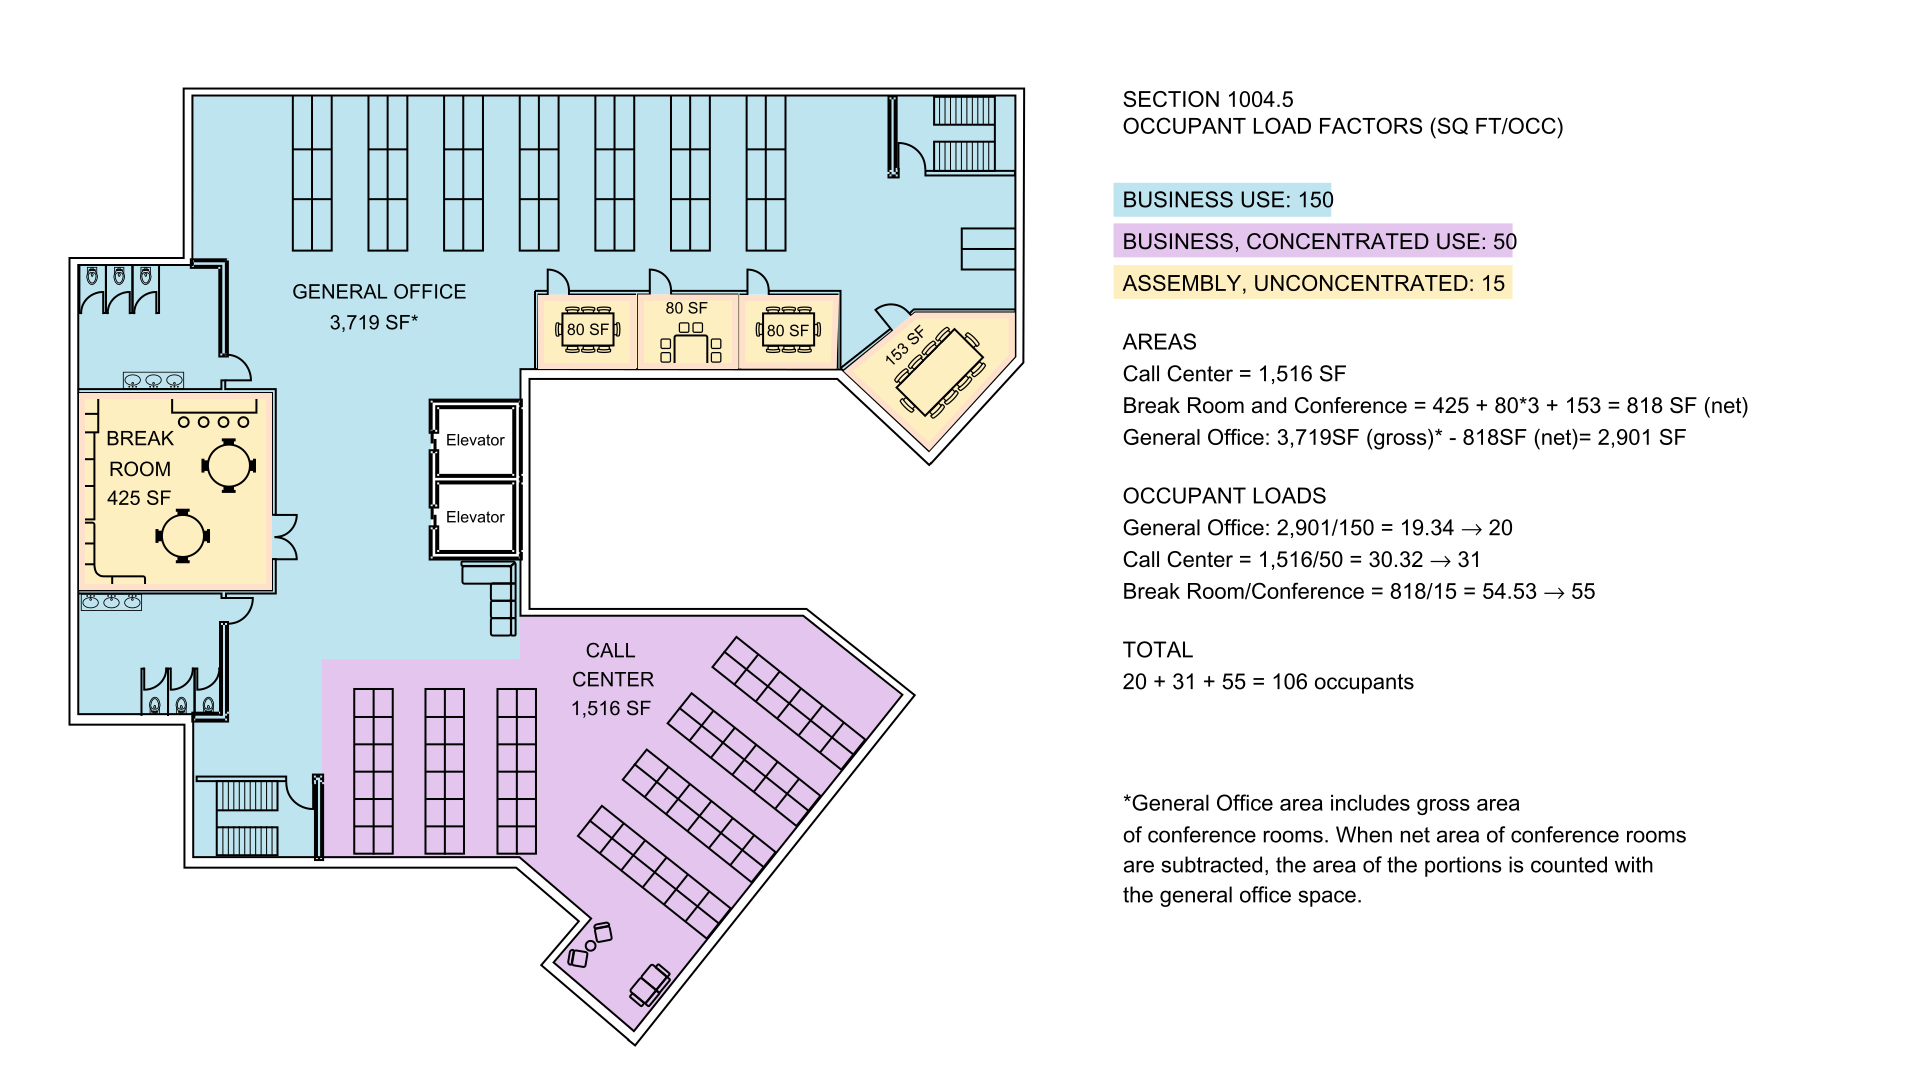 GENERAL OFFICE
3,719 SF*
80 SF
80 SF
80 SF
153 SF
BREAK
ROOM
425 SF
Elevator
Elevator
CALL
CENTER
1,516 SF
SECTION 1004.5
OCCUPANT LOAD FACTORS (SQ FT/OCC)
BUSINESS USE: 150
BUSINESS, CONCENTRATED USE: 50
ASSEMBLY, UNCONCENTRATED: 15
AREAS
Call Center = 1,516 SF
Break Room and Conference = 425 + 80*3 + 153 = 818 SF (net)
General Office: 3,719SF (gross)* - 818SF (net)= 2,901 SF
OCCUPANT LOADS
General Office: 2,901/150 = 19.34 → 20
Call Center = 1,516/50 = 30.32 → 31
Break Room/Conference = 818/15 = 54.53 → 55
TOTAL
20 + 31 + 55 = 106 occupants
*General Office area includes gross area
of conference rooms. When net area of conference rooms
are subtracted, the area of the portions is counted with
the general office space.